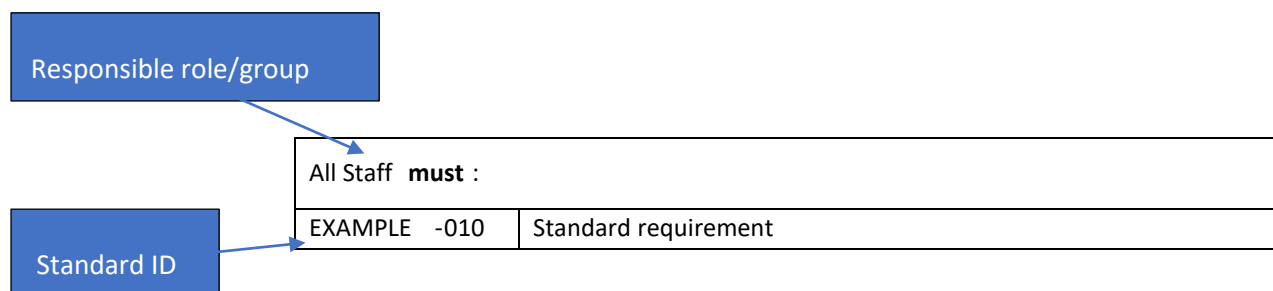 Responsible role/group
All Staff must :
EXAMPLE -010 Standard requirement
Standard ID